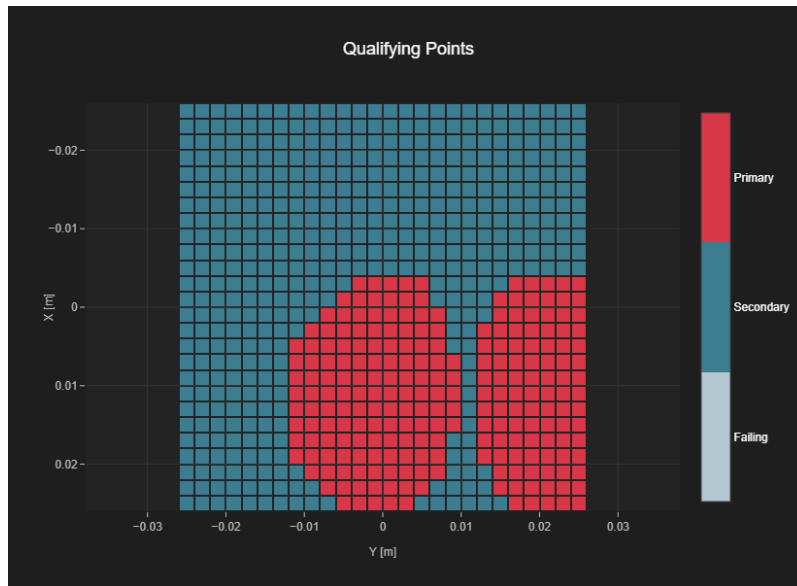 Qualifying Points
−0.02
−0.01
0
0.01
0.02
X [m]
−0.03
−0.02
−0.01
0
0.01
0.02
0.03
Y [m]
Primary
Secondary
Failing